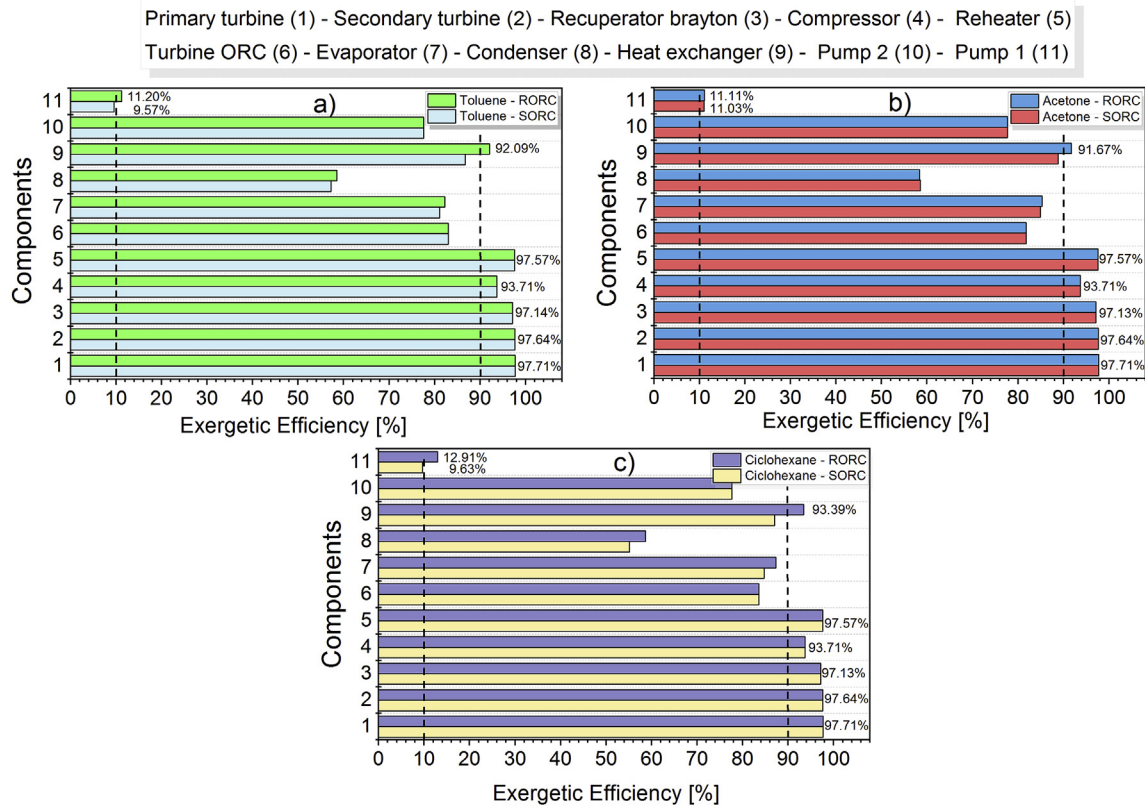 Primary turbine (1) - Secondary turbine (2) - Recuperator brayton (3) - Compressor (4) - Reheater (5)
Turbine ORC (6) - Evaporator (7) - Condenser (8) - Heat exchanger (9) - Pump 2 (10) - Pump 1 (11)
a)
Toluene - RORC
Toluene - SORC
Components
11
10
9
8
7
6
5
4
3
2
1
11.20%
9.57%
92.09%
97.57%
93.71%
97.14%
97.64%
97.71%
0 10 20 30 40 50 60 70 80 90 100
Exergetic Efficiency [%]
b)
Acetone - RORC
Acetone - SORC
Components
11
10
9
8
7
6
5
4
3
2
1
11.11%
11.03%
91.67%
97.57%
93.71%
97.13%
97.64%
97.71%
0 10 20 30 40 50 60 70 80 90 100
Exergetic Efficiency [%]
c)
Ciclohexane - RORC
Ciclohexane - SORC
Components
11
10
9
8
7
6
5
4
3
2
1
12.91%
9.63%
93.39%
97.57%
93.71%
97.13%
97.64%
97.71%
0 10 20 30 40 50 60 70 80 90 100
Exergetic Efficiency [%]